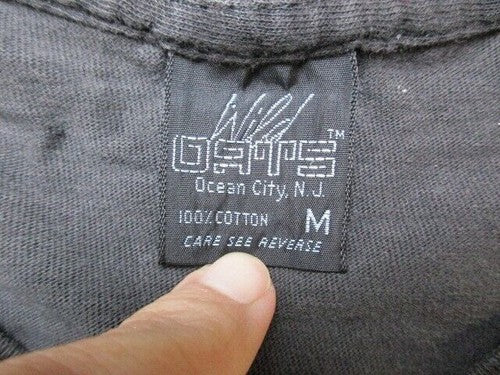 Wild
OATS™
Ocean City, N.J.
100% COTTON M
CARE SEE REVERSE